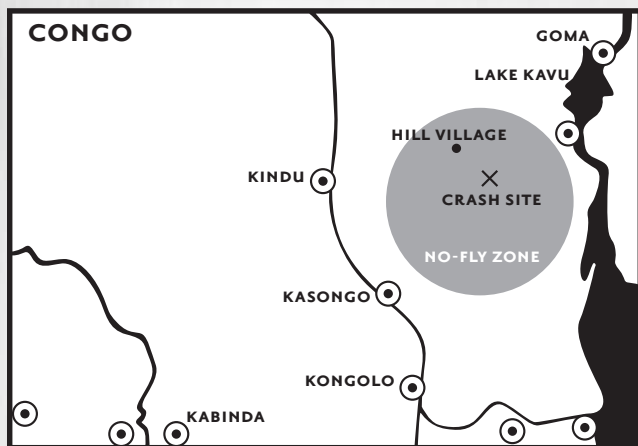 CONGO
GOMA
LAKE KAVU
HILL VILLAGE
KINDU
CRASH SITE
NO-FLY ZONE
KASONGO
KONGOLO
KABINDA